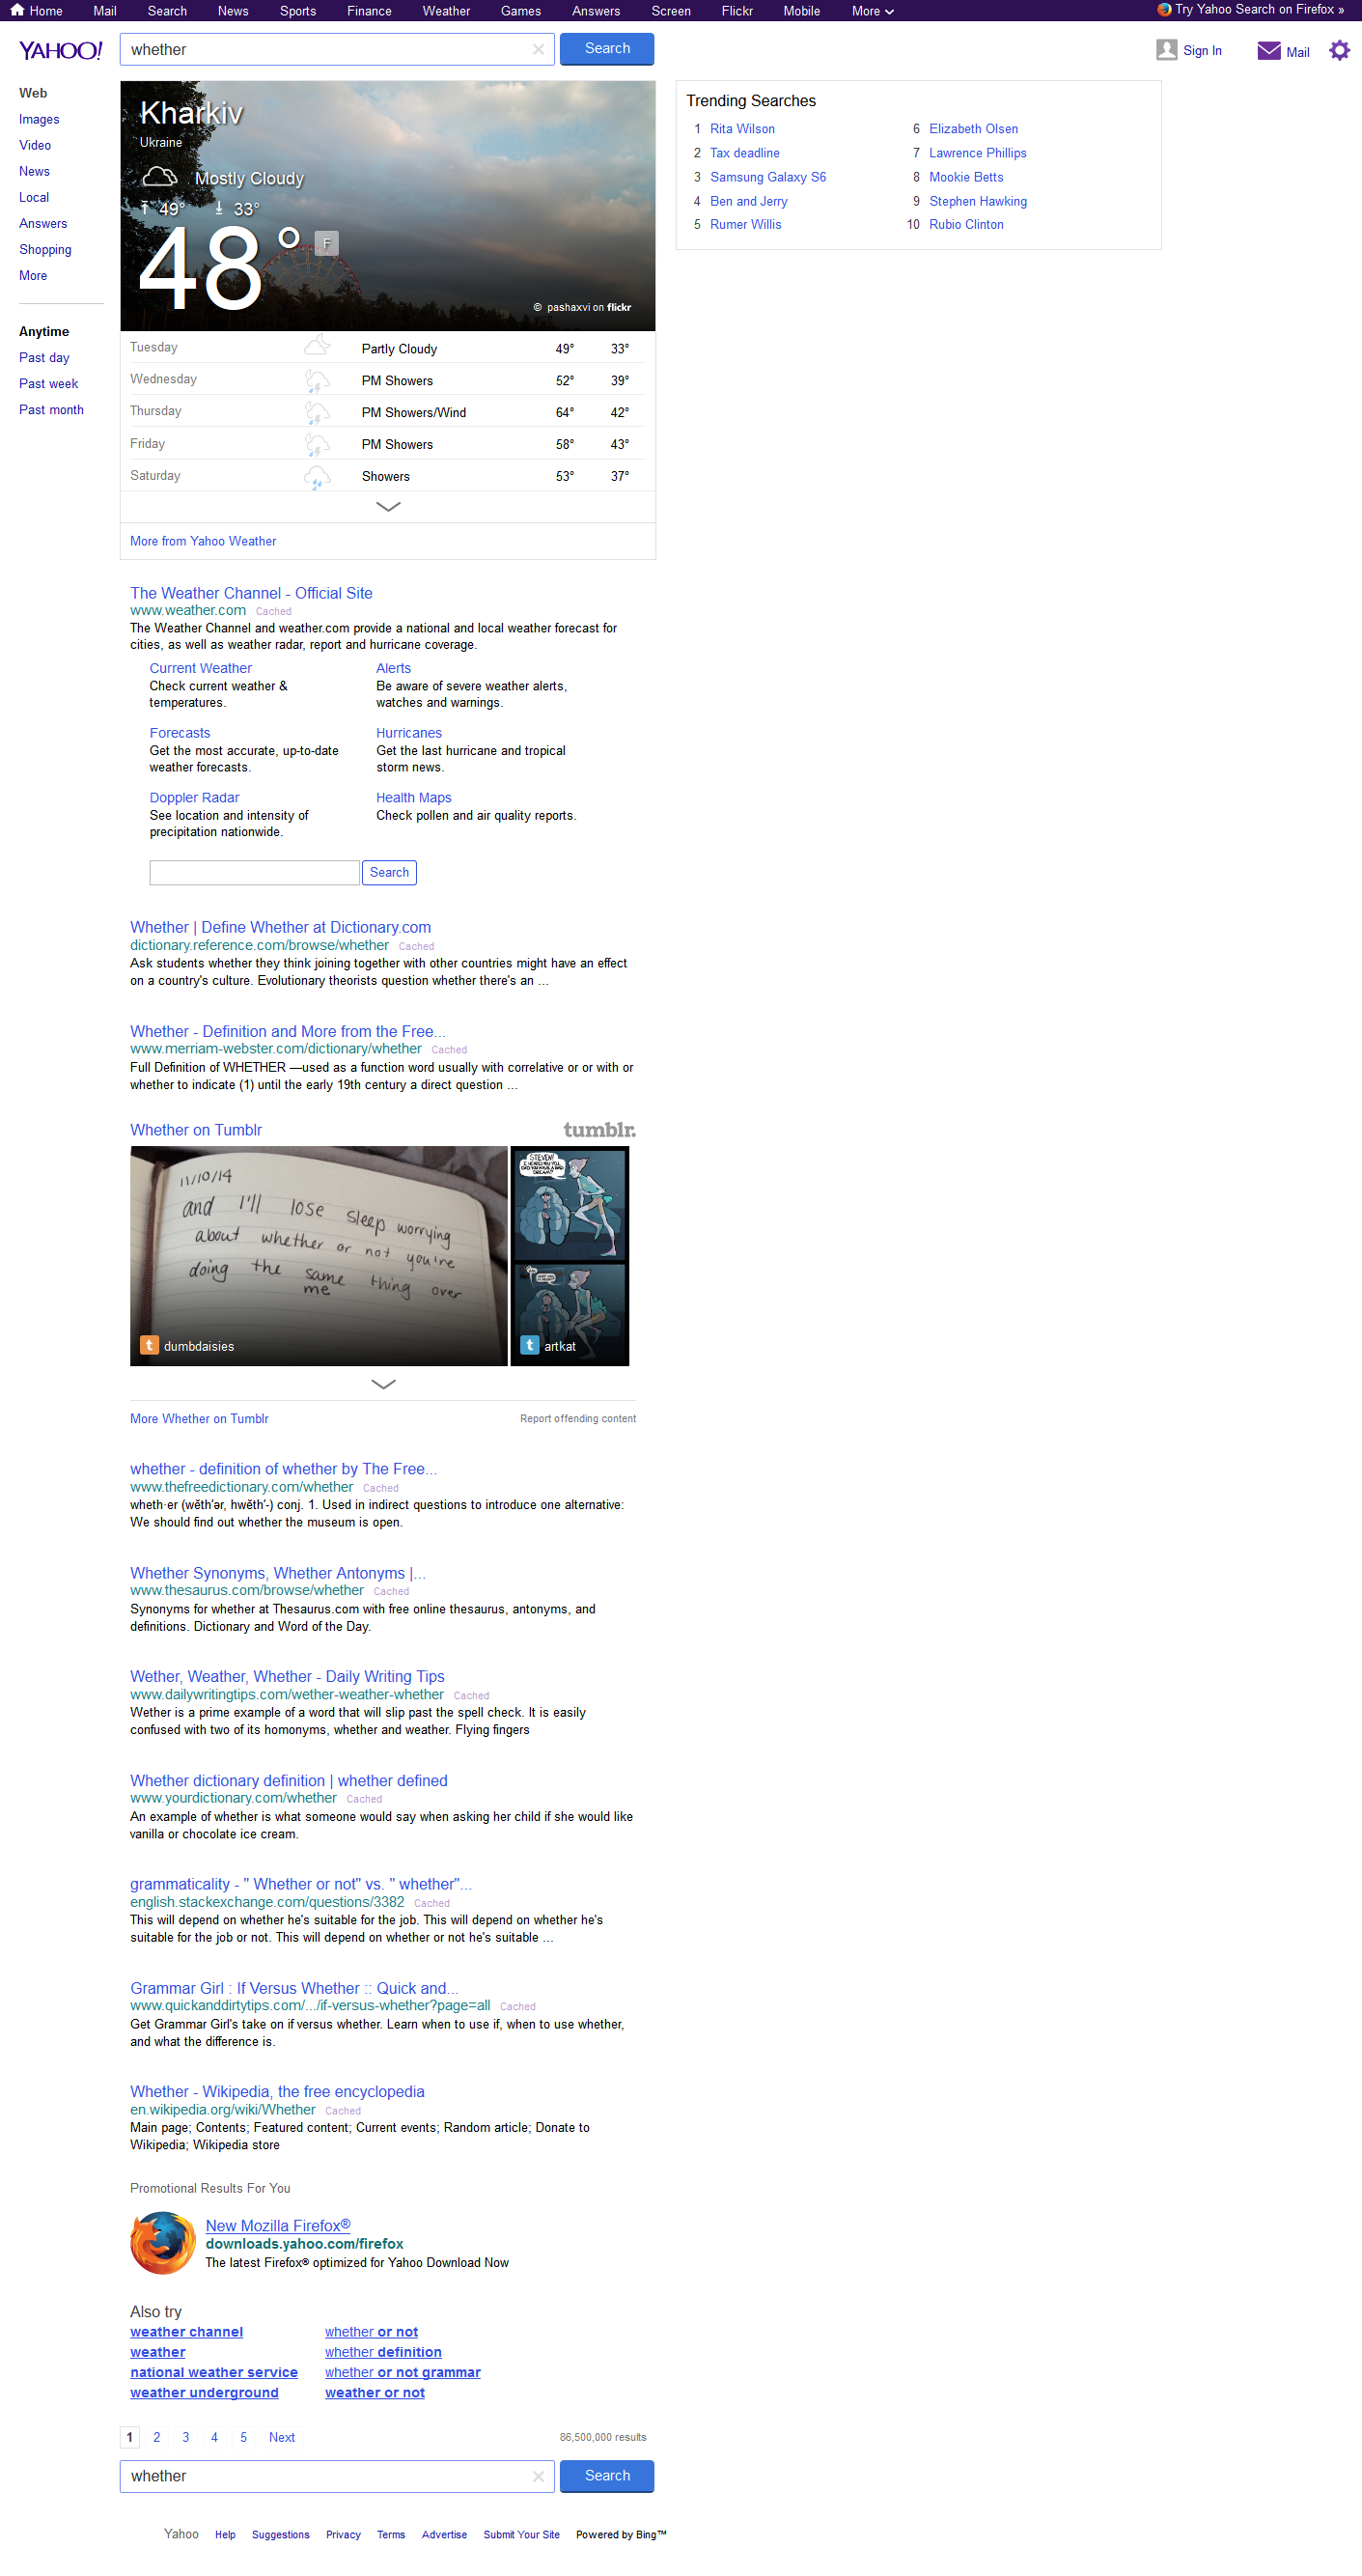 Home Mail Search News Sports Finance Weather Games Answers Screen Flickr Mobile More Try Yahoo Search on Firefox »
YAHOO! whether Search Sign In Mail
Web
Images
Video
News
Local
Answers
Shopping
More
Anytime
Past day
Past week
Past month
Kharkiv
Ukraine
Mostly Cloudy
49° 33°
48° F
© pashaxvi on flickr
Tuesday Partly Cloudy 49° 33°
Wednesday PM Showers 52° 39°
Thursday PM Showers/Wind 64° 42°
Friday PM Showers 58° 43°
Saturday Showers 53° 37°
More from Yahoo Weather
Trending Searches
1 Rita Wilson 6 Elizabeth Olsen
2 Tax deadline 7 Lawrence Phillips
3 Samsung Galaxy S6 8 Mookie Betts
4 Ben and Jerry 9 Stephen Hawking
5 Rumer Willis 10 Rubio Clinton
The Weather Channel - Official Site
www.weather.com Cached
The Weather Channel and weather.com provide a national and local weather forecast for
cities, as well as weather radar, report and hurricane coverage.
Current Weather
Check current weather &
temperatures.
Alerts
Be aware of severe weather alerts,
watches and warnings.
Forecasts
Get the most accurate, up-to-date
weather forecasts.
Hurricanes
Get the last hurricane and tropical
storm news.
Doppler Radar
See location and intensity of
precipitation nationwide.
Health Maps
Check pollen and air quality reports.
Search
Whether | Define Whether at Dictionary.com
dictionary.reference.com/browse/whether Cached
Ask students whether they think joining together with other countries might have an effect
on a country's culture. Evolutionary theorists question whether there's an ...
Whether - Definition and More from the Free...
www.merriam-webster.com/dictionary/whether Cached
Full Definition of WHETHER —used as a function word usually with correlative or or with or
whether to indicate (1) until the early 19th century a direct question ...
Whether on Tumblr tumblr.
11/10/14
and I'll lose sleep worrying
about whether or not you're
doing the same thing over
me
dumbdaisies
STEVEN!
I HEARD YOU YELL
DID YOU HAVE A BAD
DREAM?
artkat
More Whether on Tumblr Report offending content
whether - definition of whether by The Free...
www.thefreedictionary.com/whether Cached
wheth·er (wĕth′ər, hwĕth′-) conj. 1. Used in indirect questions to introduce one alternative:
We should find out whether the museum is open.
Whether Synonyms, Whether Antonyms |...
www.thesaurus.com/browse/whether Cached
Synonyms for whether at Thesaurus.com with free online thesaurus, antonyms, and
definitions. Dictionary and Word of the Day.
Wether, Weather, Whether - Daily Writing Tips
www.dailywritingtips.com/wether-weather-whether Cached
Wether is a prime example of a word that will slip past the spell check. It is easily
confused with two of its homonyms, whether and weather. Flying fingers
Whether dictionary definition | whether defined
www.yourdictionary.com/whether Cached
An example of whether is what someone would say when asking her child if she would like
vanilla or chocolate ice cream.
grammaticality - " Whether or not" vs. " whether"...
english.stackexchange.com/questions/3382 Cached
This will depend on whether he's suitable for the job. This will depend on whether he's
suitable for the job or not. This will depend on whether or not he's suitable ...
Grammar Girl : If Versus Whether :: Quick and...
www.quickanddirtytips.com/.../if-versus-whether?page=all Cached
Get Grammar Girl's take on if versus whether. Learn when to use if, when to use whether,
and what the difference is.
Whether - Wikipedia, the free encyclopedia
en.wikipedia.org/wiki/Whether Cached
Main page; Contents; Featured content; Current events; Random article; Donate to
Wikipedia; Wikipedia store
Promotional Results For You
New Mozilla Firefox®
downloads.yahoo.com/firefox
The latest Firefox® optimized for Yahoo Download Now
Also try
weather channel whether or not
weather whether definition
national weather service whether or not grammar
weather underground weather or not
1 2 3 4 5 Next 86,500,000 results
whether Search
Yahoo Help Suggestions Privacy Terms Advertise Submit Your Site Powered by Bing™